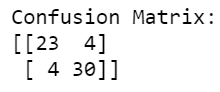 Confusion Matrix:
[[23  4]
 [ 4 30]]